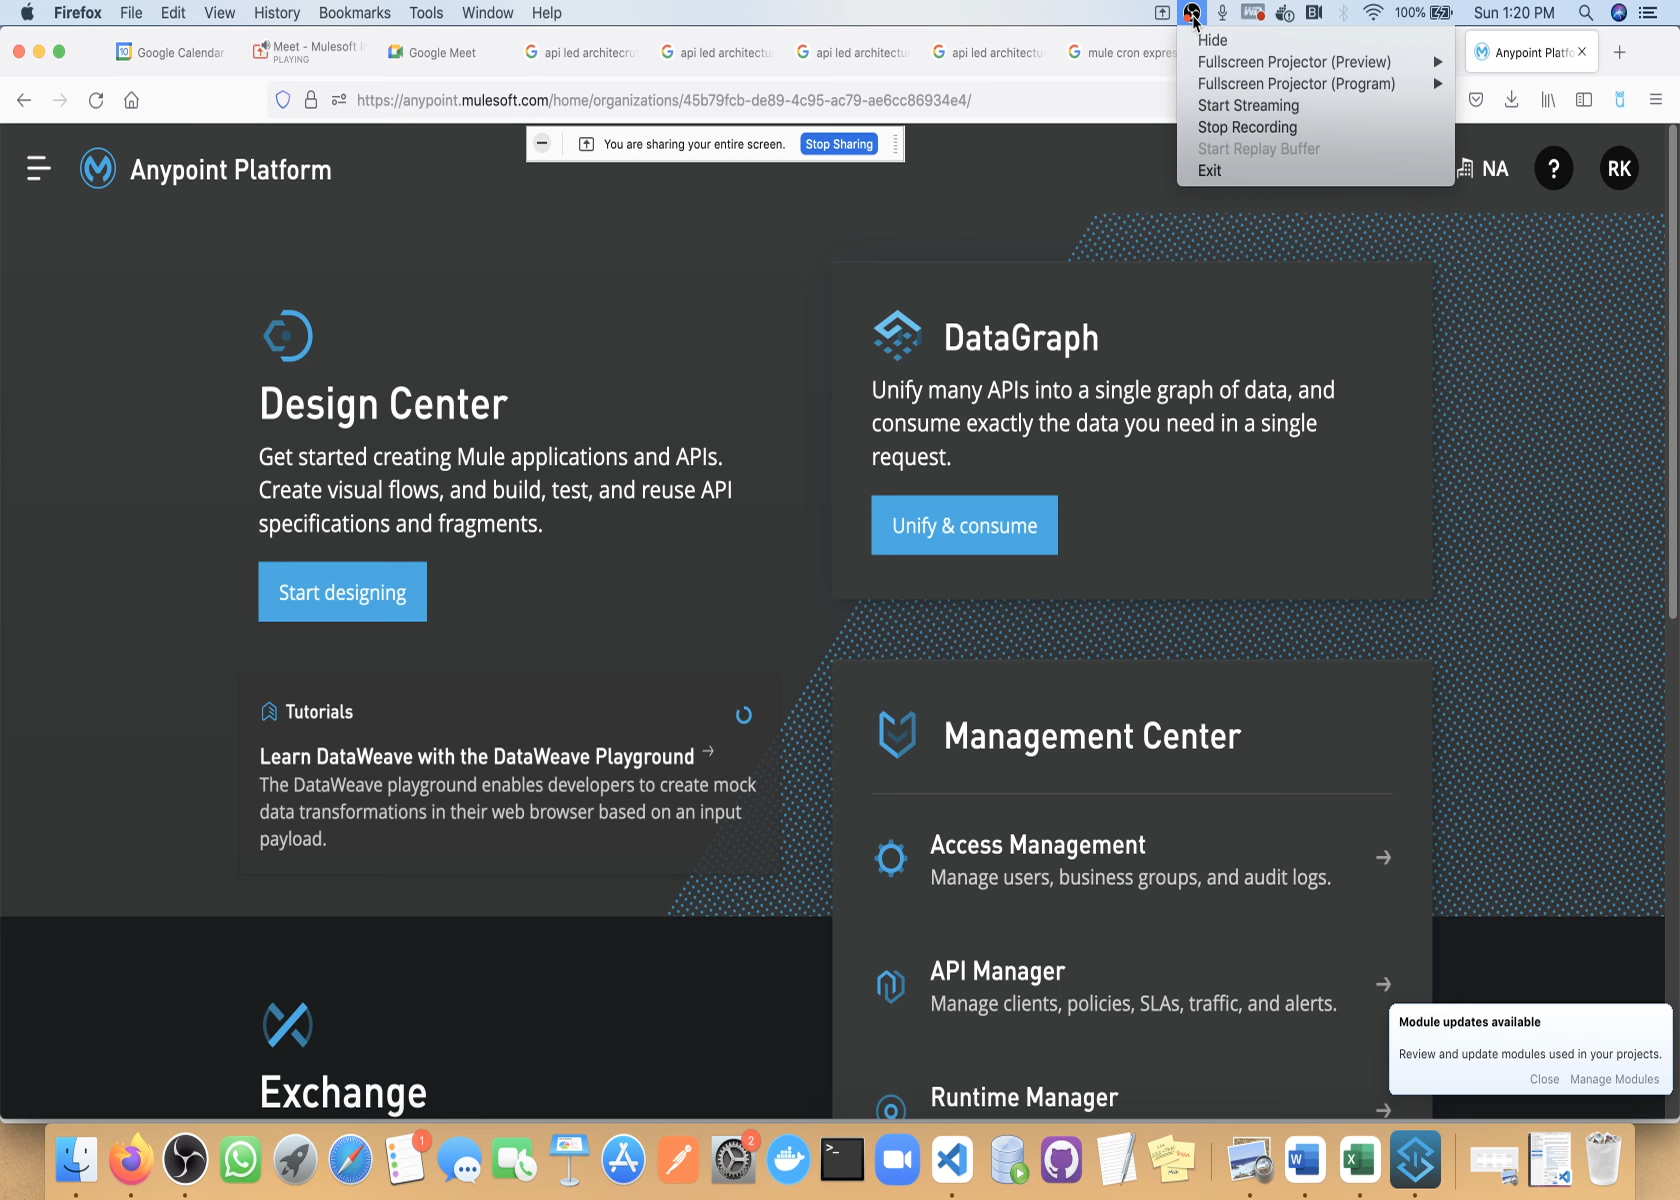 Firefox File Edit View History Bookmarks Tools Window Help
100%
Sun 1:20 PM
Google Calendar
Meet - Mulesoft
PLAYING
Google Meet
api led architecru
api led architectu
api led architectu
api led architectu
mule cron expres
Anypoint Platfo
https://anypoint.mulesoft.com/home/organizations/45b79fcb-de89-4c95-ac79-ae6cc86934e4/
Hide
Fullscreen Projector (Preview)
Fullscreen Projector (Program)
Start Streaming
Stop Recording
Start Replay Buffer
Exit
You are sharing your entire screen. Stop Sharing
Anypoint Platform
NA
?
RK
Design Center
Get started creating Mule applications and APIs.
Create visual flows, and build, test, and reuse API
specifications and fragments.
Start designing
DataGraph
Unify many APIs into a single graph of data, and
consume exactly the data you need in a single
request.
Unify & consume
Tutorials
Learn DataWeave with the DataWeave Playground
The DataWeave playground enables developers to create mock
data transformations in their web browser based on an input
payload.
Management Center
Access Management
Manage users, business groups, and audit logs.
API Manager
Manage clients, policies, SLAs, traffic, and alerts.
Runtime Manager
Exchange
Module updates available
Review and update modules used in your projects.
Close Manage Modules
1
2